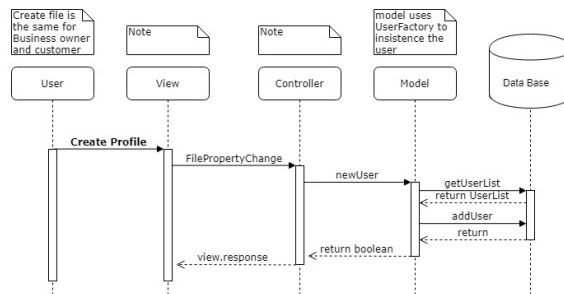 Create file is
the same for
Business owner
and customer
Note
Note
model uses
UserFactory to
insistence the
user
User
View
Controller
Model
Data Base
Create Profile
FilePropertyChange
newUser
getUserList
return UserList
addUser
return
return boolean
view.response